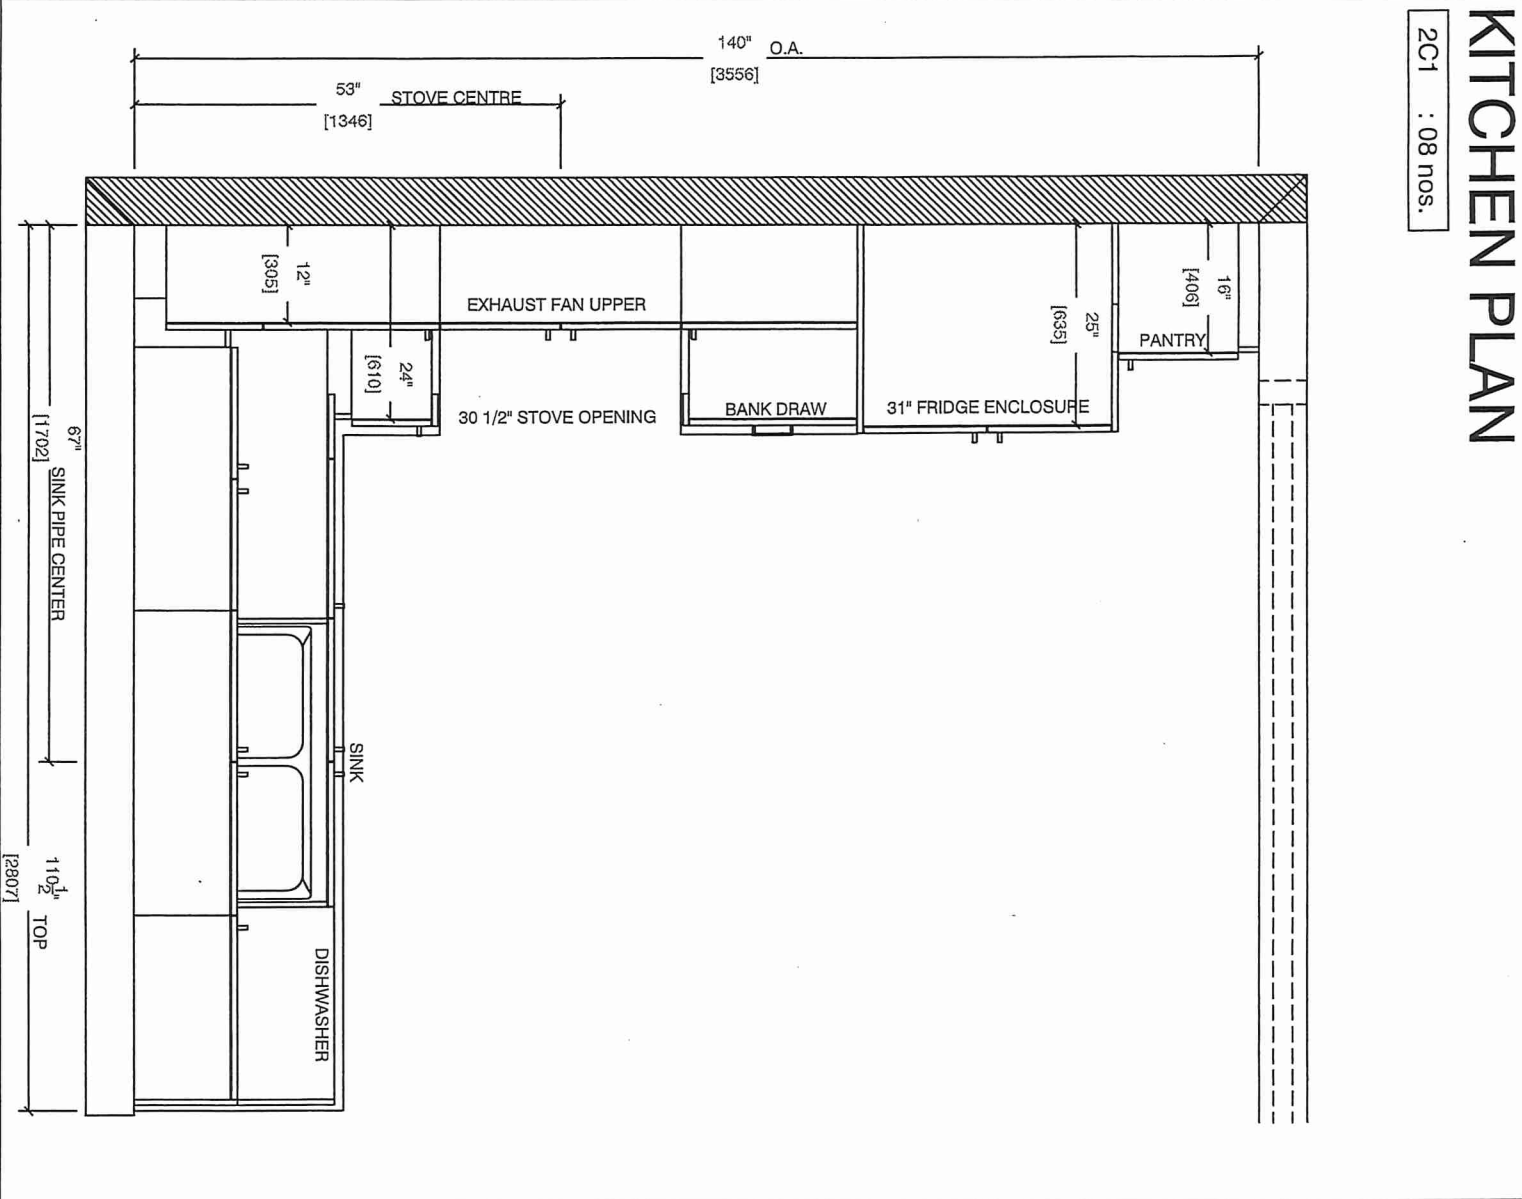 KITCHEN PLAN
2C1 : 08 nos.
140" O.A.
[3556]
53" STOVE CENTRE
[1346]
12"
[305]
EXHAUST FAN UPPER
24"
[610]
30 1/2" STOVE OPENING
BANK DRAW
25"
[635]
31" FRIDGE ENCLOSURE
16"
[406]
PANTRY
67" SINK PIPE CENTER
[1702]
SINK
110 1/2" TOP
[2807]
DISHWASHER